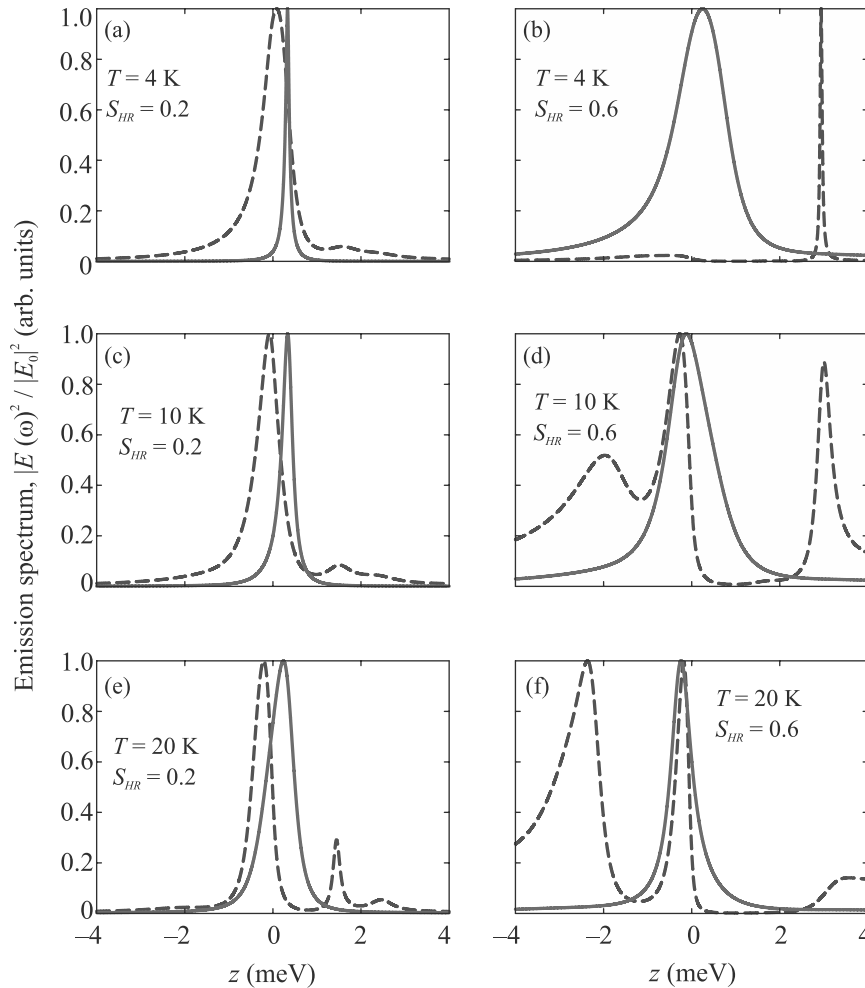 Emission spectrum, |E (ω)² / |E₀|² (arb. units)
1.0
0.8
0.6
0.4
0.2
0
(a)
T = 4 K
S_HR = 0.2
(b)
T = 4 K
S_HR = 0.6
1.0
0.8
0.6
0.4
0.2
0
(c)
T = 10 K
S_HR = 0.2
(d)
T = 10 K
S_HR = 0.6
1.0
0.8
0.6
0.4
0.2
0
(e)
T = 20 K
S_HR = 0.2
(f)
T = 20 K
S_HR = 0.6
–4 –2 0 2 4
–4 –2 0 2 4
z (meV)
z (meV)